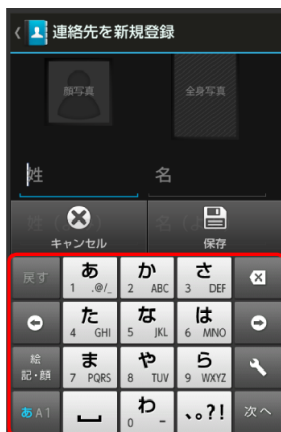 連絡先を新規登録
顔写真 全身写真
姓 名
キャンセル 保存
戻す あ 1 .@/_ か 2 ABC さ 3 DEF
た 4 GHI な 5 JKL は 6 MNO
絵記・顔 ま 7 PQRS や 8 TUV ら 9 WXYZ
あA1 わ 0 - 、。?! 次へ